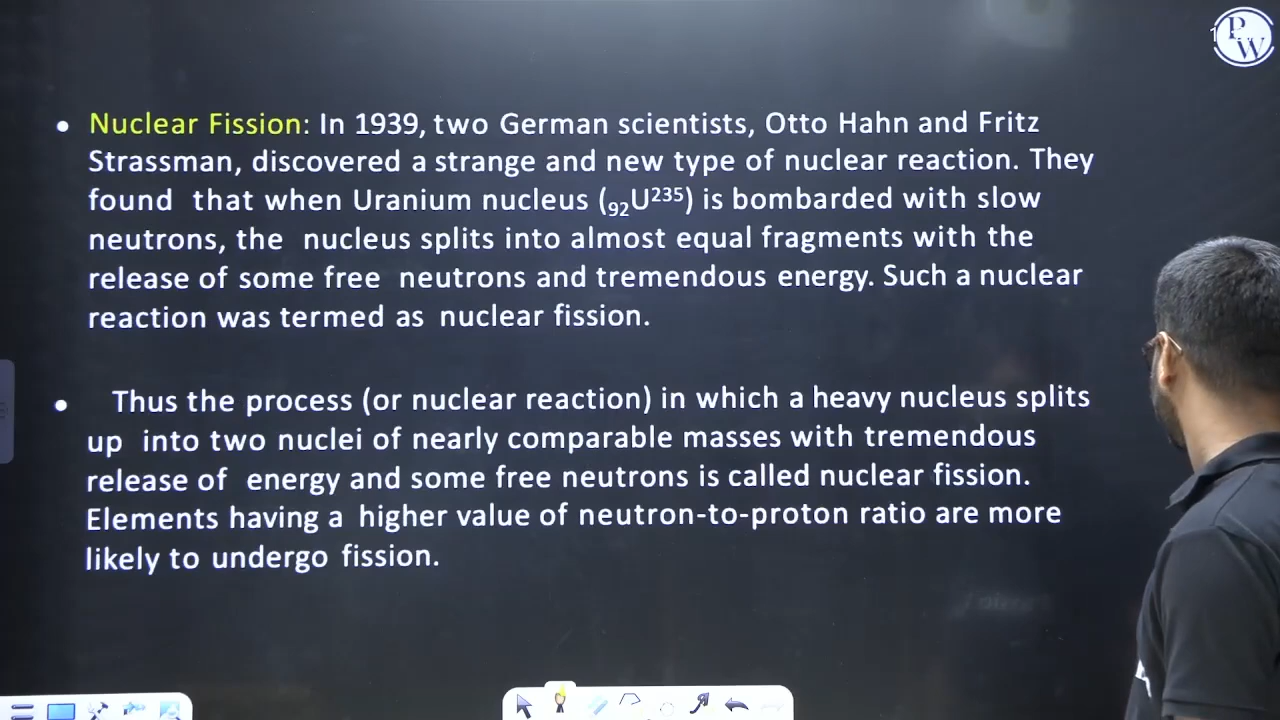 • Nuclear Fission: In 1939, two German scientists, Otto Hahn and Fritz
Strassman, discovered a strange and new type of nuclear reaction. They
found that when Uranium nucleus (₉₂U²³⁵) is bombarded with slow
neutrons, the nucleus splits into almost equal fragments with the
release of some free neutrons and tremendous energy. Such a nuclear
reaction was termed as nuclear fission.
• Thus the process (or nuclear reaction) in which a heavy nucleus splits
up into two nuclei of nearly comparable masses with tremendous
release of energy and some free neutrons is called nuclear fission.
Elements having a higher value of neutron-to-proton ratio are more
likely to undergo fission.
PW